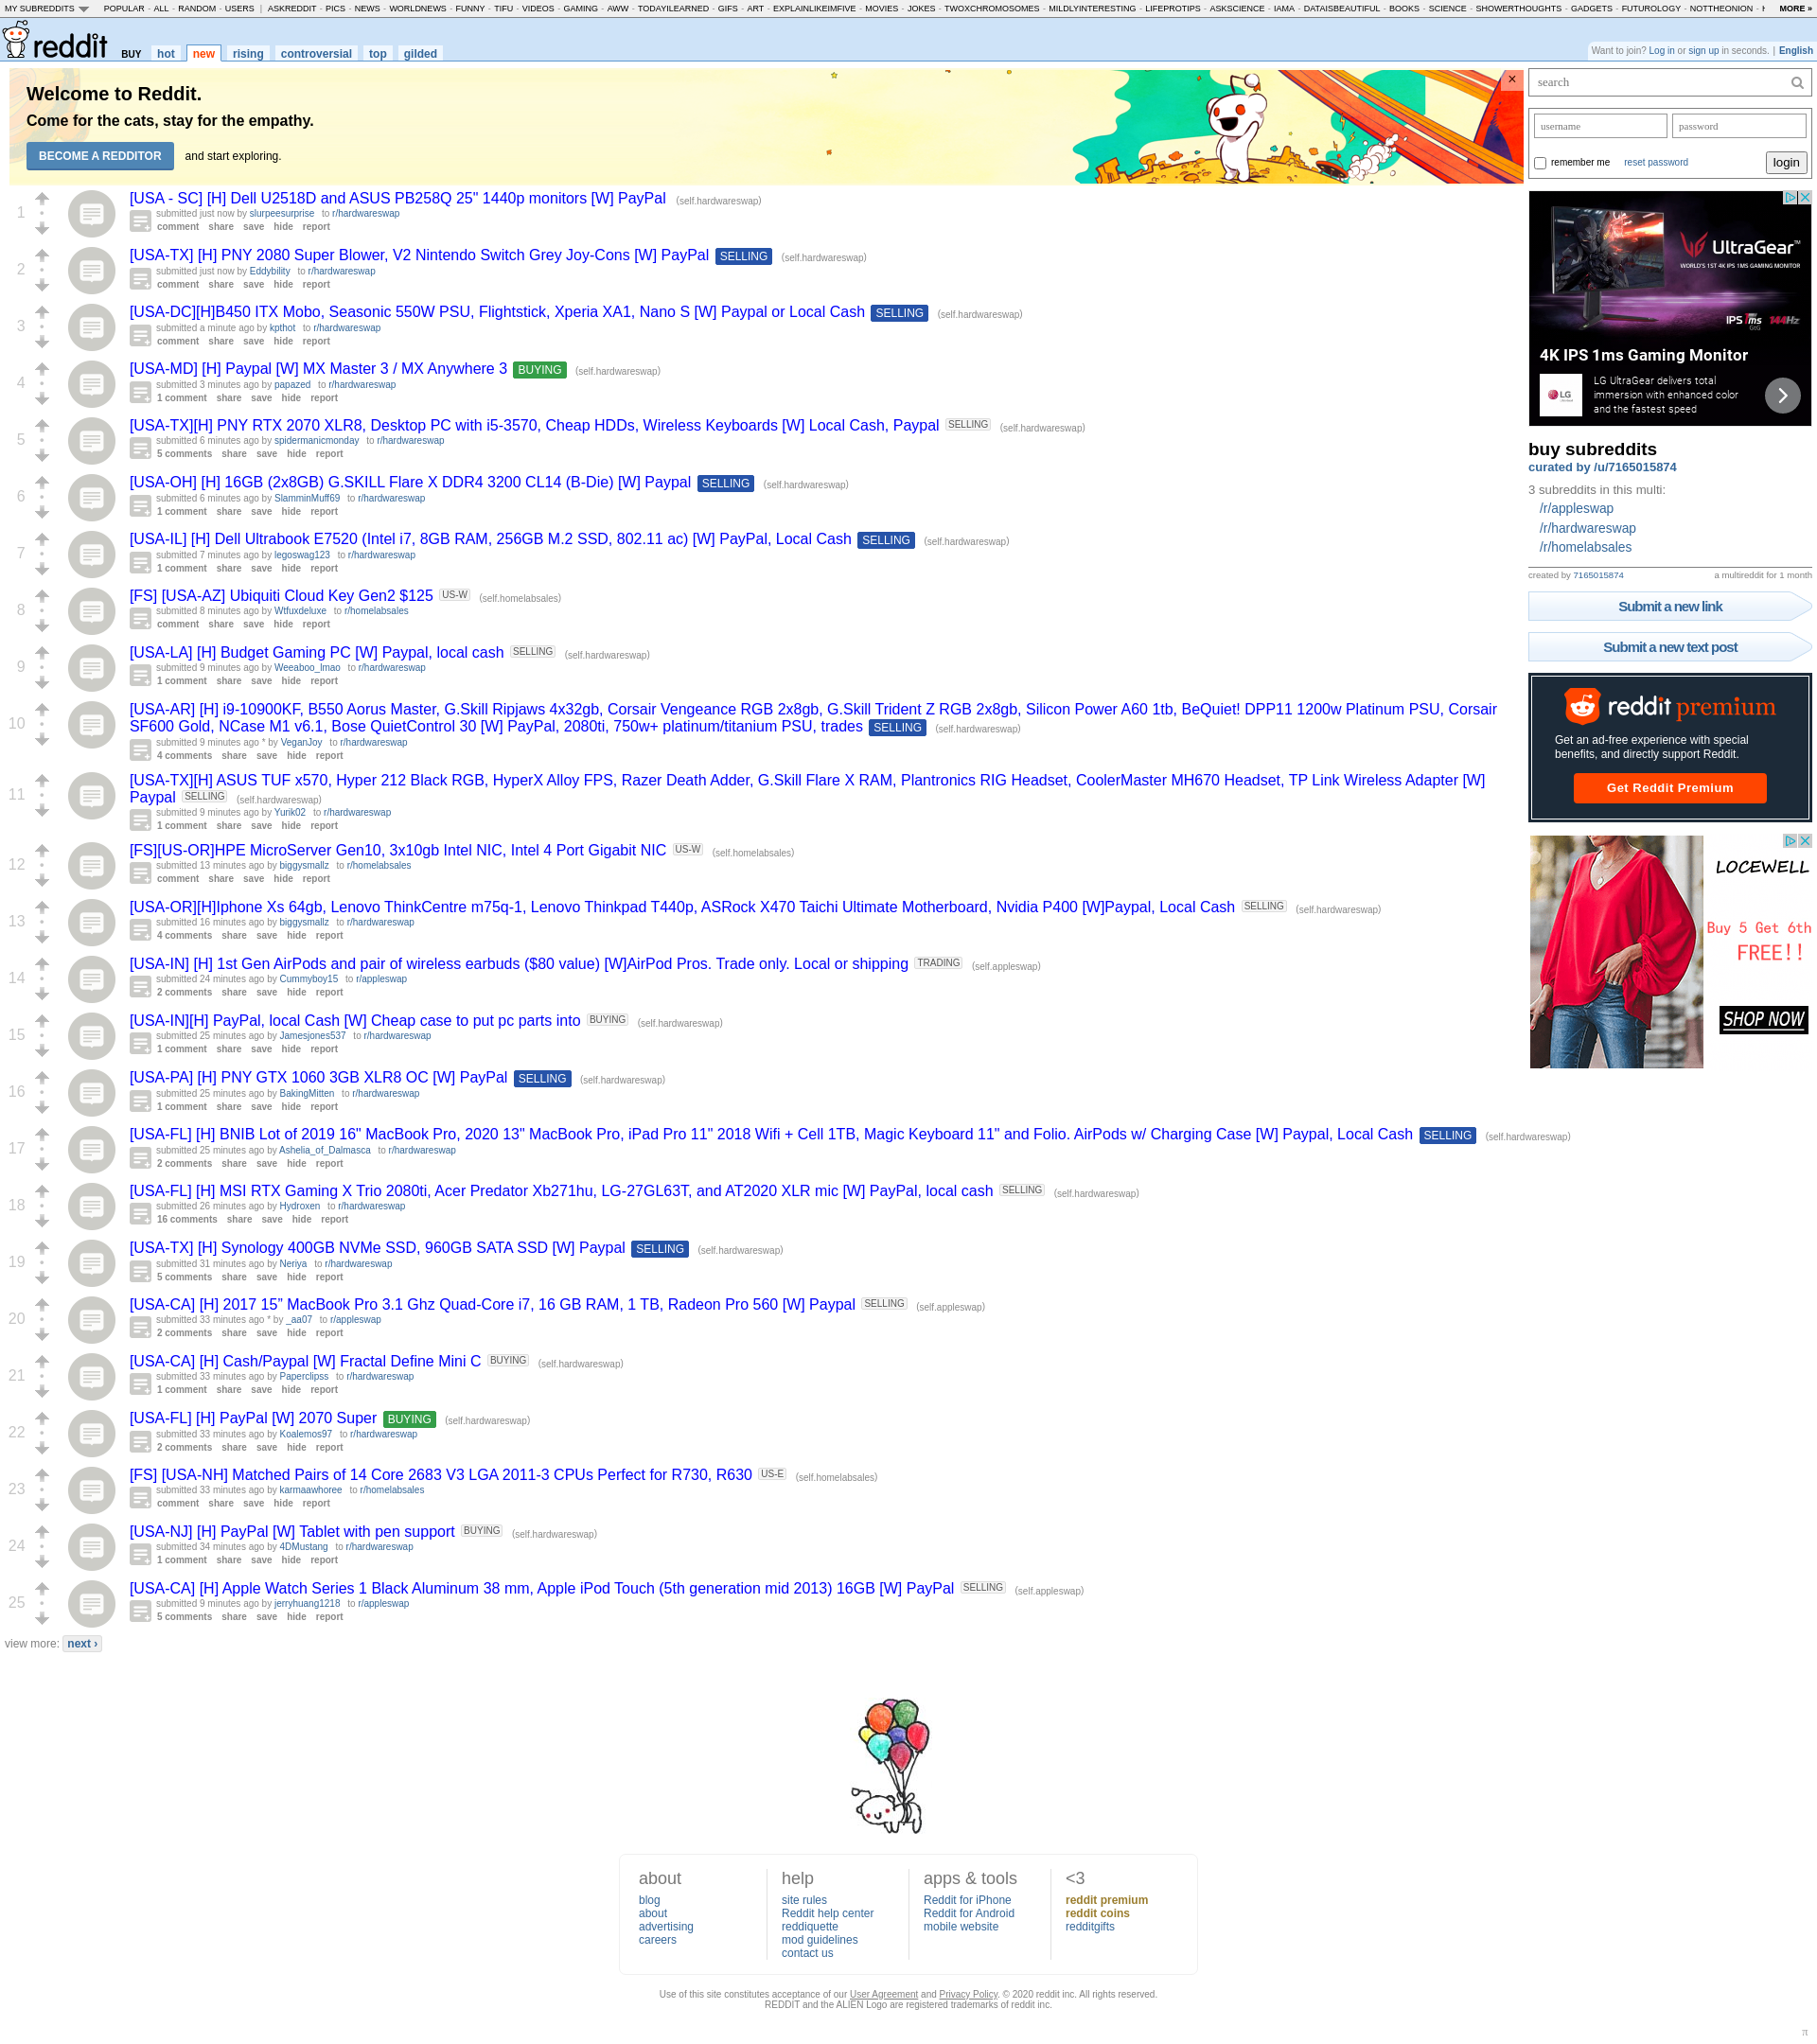 MY SUBREDDITS POPULAR - ALL - RANDOM - USERS | ASKREDDIT - PICS - NEWS - WORLDNEWS - FUNNY - TIFU - VIDEOS - GAMING - AWW - TODAYILEARNED - GIFS - ART - EXPLAINLIKEIMFIVE - MOVIES - JOKES - TWOXCHROMOSOMES - MILDLYINTERESTING - LIFEPROTIPS - ASKSCIENCE - IAMA - DATAISBEAUTIFUL - BOOKS - SCIENCE - SHOWERTHOUGHTS - GADGETS - FUTUROLOGY - NOTTHEONION - MORE »
reddit BUY hot new rising controversial top gilded
Want to join? Log in or sign up in seconds. | English
Welcome to Reddit.
Come for the cats, stay for the empathy.
BECOME A REDDITOR and start exploring.
1
[USA - SC] [H] Dell U2518D and ASUS PB258Q 25" 1440p monitors [W] PayPal (self.hardwareswap)
submitted just now by slurpeesurprise to r/hardwareswap
comment share save hide report
2
[USA-TX] [H] PNY 2080 Super Blower, V2 Nintendo Switch Grey Joy-Cons [W] PayPal SELLING (self.hardwareswap)
submitted just now by Eddybility to r/hardwareswap
comment share save hide report
3
[USA-DC][H]B450 ITX Mobo, Seasonic 550W PSU, Flightstick, Xperia XA1, Nano S [W] Paypal or Local Cash SELLING (self.hardwareswap)
submitted a minute ago by kpthot to r/hardwareswap
comment share save hide report
4
[USA-MD] [H] Paypal [W] MX Master 3 / MX Anywhere 3 BUYING (self.hardwareswap)
submitted 3 minutes ago by papazed to r/hardwareswap
1 comment share save hide report
5
[USA-TX][H] PNY RTX 2070 XLR8, Desktop PC with i5-3570, Cheap HDDs, Wireless Keyboards [W] Local Cash, Paypal SELLING (self.hardwareswap)
submitted 6 minutes ago by spidermanicmonday to r/hardwareswap
5 comments share save hide report
6
[USA-OH] [H] 16GB (2x8GB) G.SKILL Flare X DDR4 3200 CL14 (B-Die) [W] Paypal SELLING (self.hardwareswap)
submitted 6 minutes ago by SlamminMuff69 to r/hardwareswap
1 comment share save hide report
7
[USA-IL] [H] Dell Ultrabook E7520 (Intel i7, 8GB RAM, 256GB M.2 SSD, 802.11 ac) [W] PayPal, Local Cash SELLING (self.hardwareswap)
submitted 7 minutes ago by legoswag123 to r/hardwareswap
1 comment share save hide report
8
[FS] [USA-AZ] Ubiquiti Cloud Key Gen2 $125 US-W (self.homelabsales)
submitted 8 minutes ago by Wtfuxdeluxe to r/homelabsales
comment share save hide report
9
[USA-LA] [H] Budget Gaming PC [W] Paypal, local cash SELLING (self.hardwareswap)
submitted 9 minutes ago by Weeaboo_lmao to r/hardwareswap
1 comment share save hide report
10
[USA-AR] [H] i9-10900KF, B550 Aorus Master, G.Skill Ripjaws 4x32gb, Corsair Vengeance RGB 2x8gb, G.Skill Trident Z RGB 2x8gb, Silicon Power A60 1tb, BeQuiet! DPP11 1200w Platinum PSU, Corsair
SF600 Gold, NCase M1 v6.1, Bose QuietControl 30 [W] PayPal, 2080ti, 750w+ platinum/titanium PSU, trades SELLING (self.hardwareswap)
submitted 9 minutes ago * by VeganJoy to r/hardwareswap
4 comments share save hide report
11
[USA-TX][H] ASUS TUF x570, Hyper 212 Black RGB, HyperX Alloy FPS, Razer Death Adder, G.Skill Flare X RAM, Plantronics RIG Headset, CoolerMaster MH670 Headset, TP Link Wireless Adapter [W]
Paypal SELLING (self.hardwareswap)
submitted 9 minutes ago by Yurik02 to r/hardwareswap
1 comment share save hide report
12
[FS][US-OR]HPE MicroServer Gen10, 3x10gb Intel NIC, Intel 4 Port Gigabit NIC US-W (self.homelabsales)
submitted 13 minutes ago by biggysmallz to r/homelabsales
comment share save hide report
13
[USA-OR][H]Iphone Xs 64gb, Lenovo ThinkCentre m75q-1, Lenovo Thinkpad T440p, ASRock X470 Taichi Ultimate Motherboard, Nvidia P400 [W]Paypal, Local Cash SELLING (self.hardwareswap)
submitted 16 minutes ago by biggysmallz to r/hardwareswap
4 comments share save hide report
14
[USA-IN] [H] 1st Gen AirPods and pair of wireless earbuds ($80 value) [W]AirPod Pros. Trade only. Local or shipping TRADING (self.appleswap)
submitted 24 minutes ago by Cummyboy15 to r/appleswap
2 comments share save hide report
15
[USA-IN][H] PayPal, local Cash [W] Cheap case to put pc parts into BUYING (self.hardwareswap)
submitted 25 minutes ago by Jamesjones537 to r/hardwareswap
1 comment share save hide report
16
[USA-PA] [H] PNY GTX 1060 3GB XLR8 OC [W] PayPal SELLING (self.hardwareswap)
submitted 25 minutes ago by BakingMitten to r/hardwareswap
1 comment share save hide report
17
[USA-FL] [H] BNIB Lot of 2019 16" MacBook Pro, 2020 13" MacBook Pro, iPad Pro 11" 2018 Wifi + Cell 1TB, Magic Keyboard 11" and Folio. AirPods w/ Charging Case [W] Paypal, Local Cash SELLING (self.hardwareswap)
submitted 25 minutes ago by Ashelia_of_Dalmasca to r/hardwareswap
2 comments share save hide report
18
[USA-FL] [H] MSI RTX Gaming X Trio 2080ti, Acer Predator Xb271hu, LG-27GL63T, and AT2020 XLR mic [W] PayPal, local cash SELLING (self.hardwareswap)
submitted 26 minutes ago by Hydroxen to r/hardwareswap
16 comments share save hide report
19
[USA-TX] [H] Synology 400GB NVMe SSD, 960GB SATA SSD [W] Paypal SELLING (self.hardwareswap)
submitted 31 minutes ago by Neriya to r/hardwareswap
5 comments share save hide report
20
[USA-CA] [H] 2017 15” MacBook Pro 3.1 Ghz Quad-Core i7, 16 GB RAM, 1 TB, Radeon Pro 560 [W] Paypal SELLING (self.appleswap)
submitted 33 minutes ago * by _aa07 to r/appleswap
2 comments share save hide report
21
[USA-CA] [H] Cash/Paypal [W] Fractal Define Mini C BUYING (self.hardwareswap)
submitted 33 minutes ago by Paperclipss to r/hardwareswap
1 comment share save hide report
22
[USA-FL] [H] PayPal [W] 2070 Super BUYING (self.hardwareswap)
submitted 33 minutes ago by Koalemos97 to r/hardwareswap
2 comments share save hide report
23
[FS] [USA-NH] Matched Pairs of 14 Core 2683 V3 LGA 2011-3 CPUs Perfect for R730, R630 US-E (self.homelabsales)
submitted 33 minutes ago by karmaawhoree to r/homelabsales
comment share save hide report
24
[USA-NJ] [H] PayPal [W] Tablet with pen support BUYING (self.hardwareswap)
submitted 34 minutes ago by 4DMustang to r/hardwareswap
1 comment share save hide report
25
[USA-CA] [H] Apple Watch Series 1 Black Aluminum 38 mm, Apple iPod Touch (5th generation mid 2013) 16GB [W] PayPal SELLING (self.appleswap)
submitted 9 minutes ago by jerryhuang1218 to r/appleswap
5 comments share save hide report
view more: next ›
search
username password
remember me reset password login
UltraGear™
WORLD'S 1ST 4K IPS 1MS GAMING MONITOR
IPS 1ms GtG 144Hz
4K IPS 1ms Gaming Monitor
LG
LG UltraGear delivers total
immersion with enhanced color
and the fastest speed
buy subreddits
curated by /u/7165015874
3 subreddits in this multi:
/r/appleswap
/r/hardwareswap
/r/homelabsales
created by 7165015874 a multireddit for 1 month
Submit a new link
Submit a new text post
reddit premium
Get an ad-free experience with special
benefits, and directly support Reddit.
Get Reddit Premium
LOCEWELL
Buy 5 Get 6th
FREE!!
SHOP NOW
about
blog
about
advertising
careers
help
site rules
Reddit help center
reddiquette
mod guidelines
contact us
apps & tools
Reddit for iPhone
Reddit for Android
mobile website
<3
reddit premium
reddit coins
redditgifts
Use of this site constitutes acceptance of our User Agreement and Privacy Policy. © 2020 reddit inc. All rights reserved.
REDDIT and the ALIEN Logo are registered trademarks of reddit inc.
π